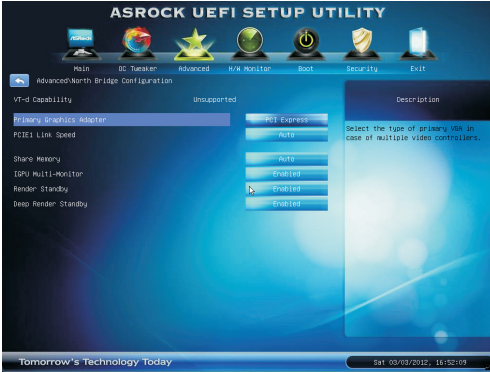 ASROCK UEFI SETUP UTILITY
ASRock
Main OC Tweaker Advanced H/W Monitor Boot Security Exit
Advanced\North Bridge Configuration
Description
VT-d Capability Unsupported
Primary Graphics Adapter PCI Express
Select the type of primary VGA in
case of multiple video controllers.
PCIE1 Link Speed Auto
Share Memory Auto
IGPU Multi-Monitor Enabled
Render Standby Enabled
Deep Render Standby Enabled
Tomorrow's Technology Today Sat 03/03/2012, 16:52:09